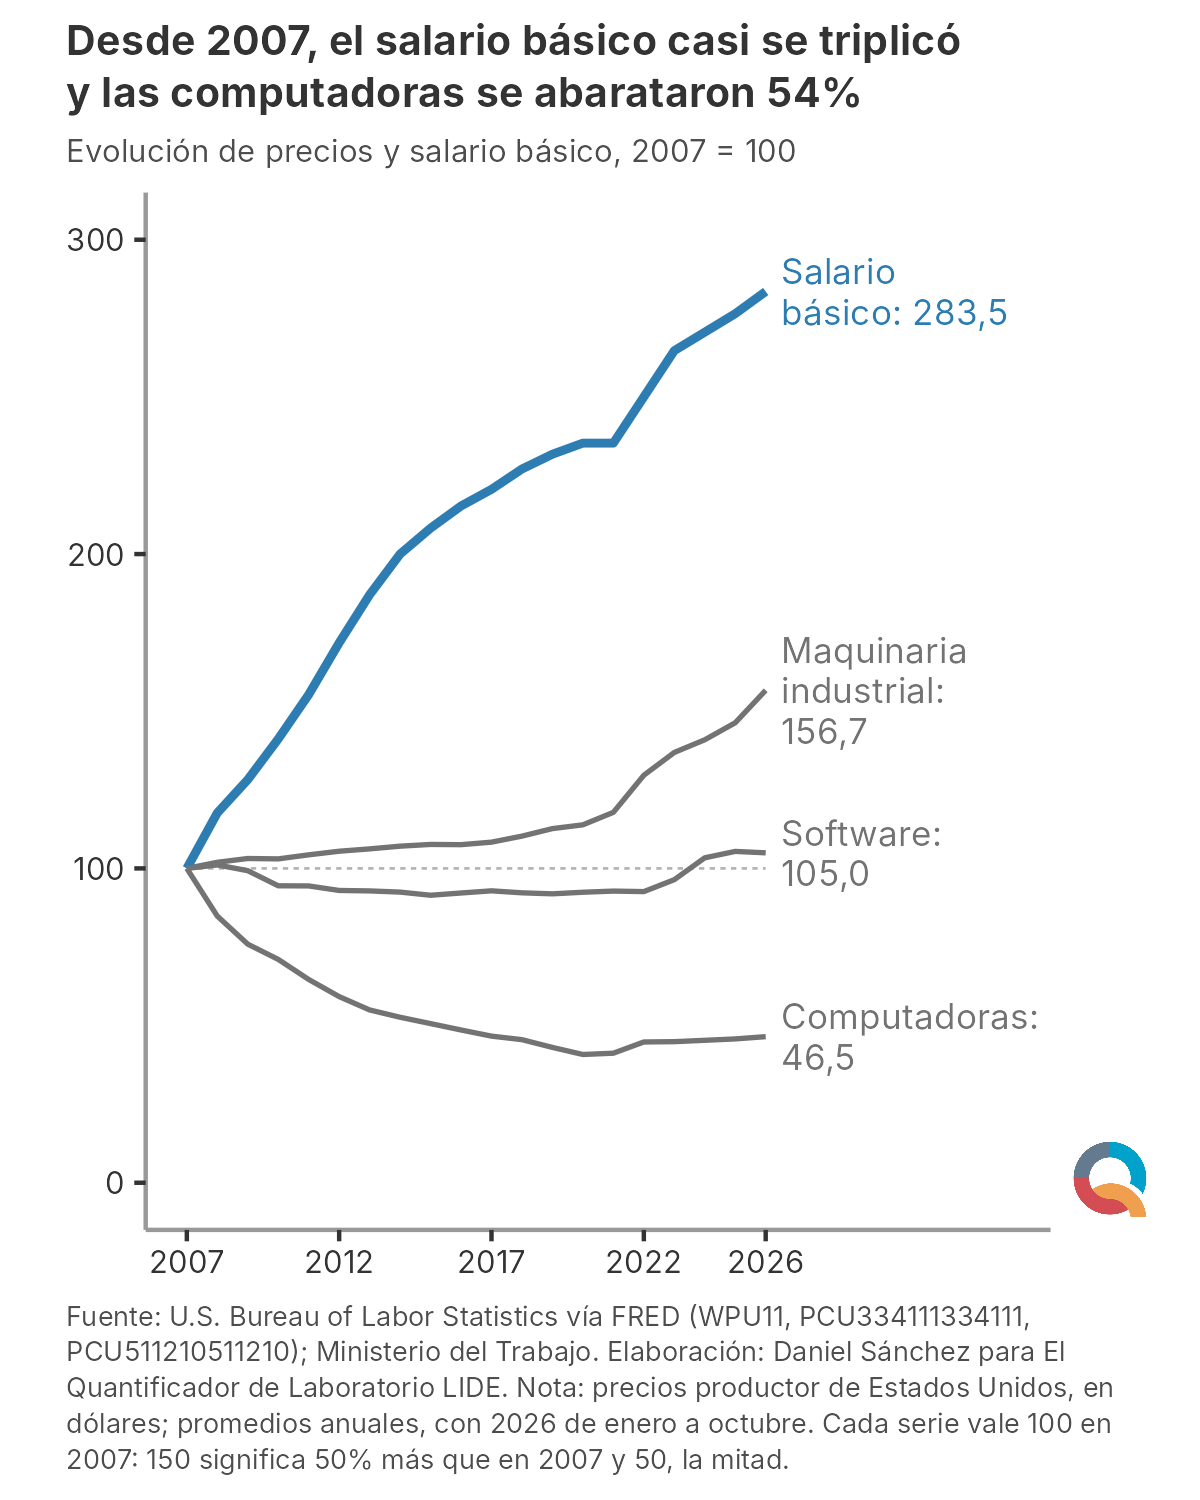 Desde 2007, el salario básico casi se triplicó
y las computadoras se abarataron 54%
Evolución de precios y salario básico, 2007 = 100
300
200
100
0
Salario
básico: 283,5
Maquinaria
industrial:
156,7
Software:
105,0
Computadoras:
46,5
2007 2012 2017 2022 2026
Fuente: U.S. Bureau of Labor Statistics vía FRED (WPU11, PCU334111334111,
PCU511210511210); Ministerio del Trabajo. Elaboración: Daniel Sánchez para El
Quantificador de Laboratorio LIDE. Nota: precios productor de Estados Unidos, en
dólares; promedios anuales, con 2026 de enero a octubre. Cada serie vale 100 en
2007: 150 significa 50% más que en 2007 y 50, la mitad.